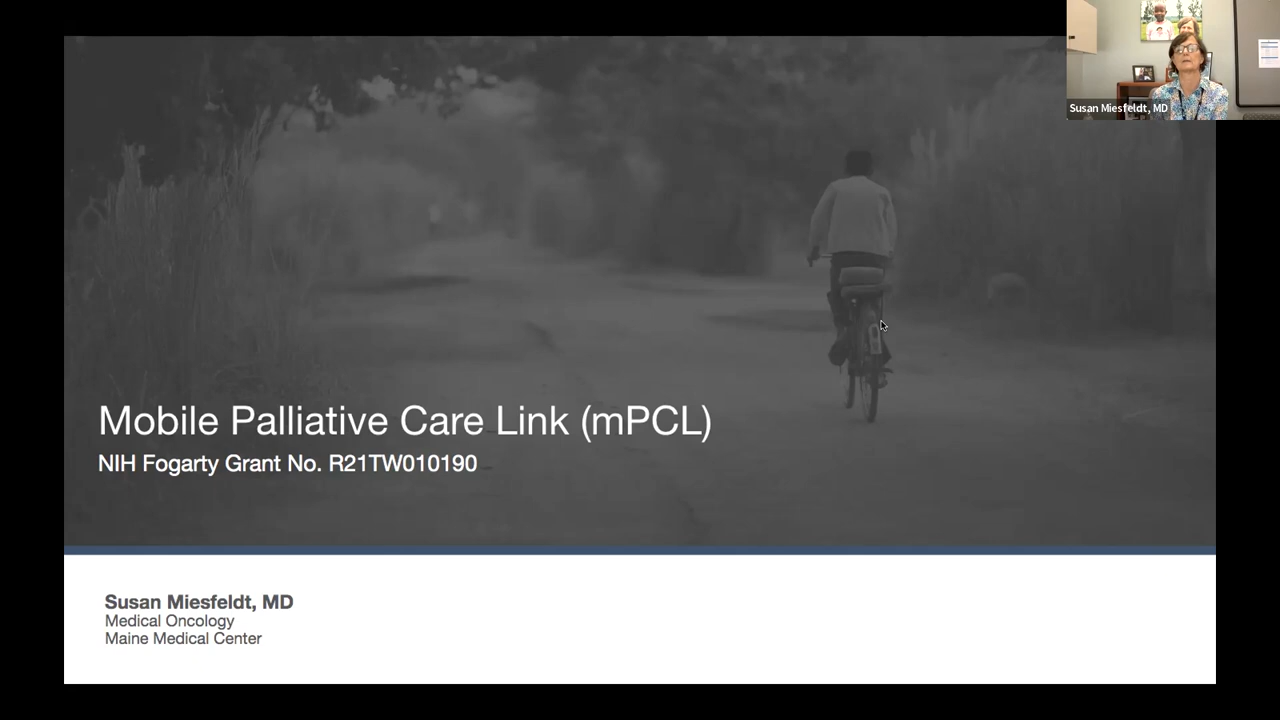 Susan Miesfeldt, MD
Mobile Palliative Care Link (mPCL)
NIH Fogarty Grant No. R21TW010190
Susan Miesfeldt, MD
Medical Oncology
Maine Medical Center